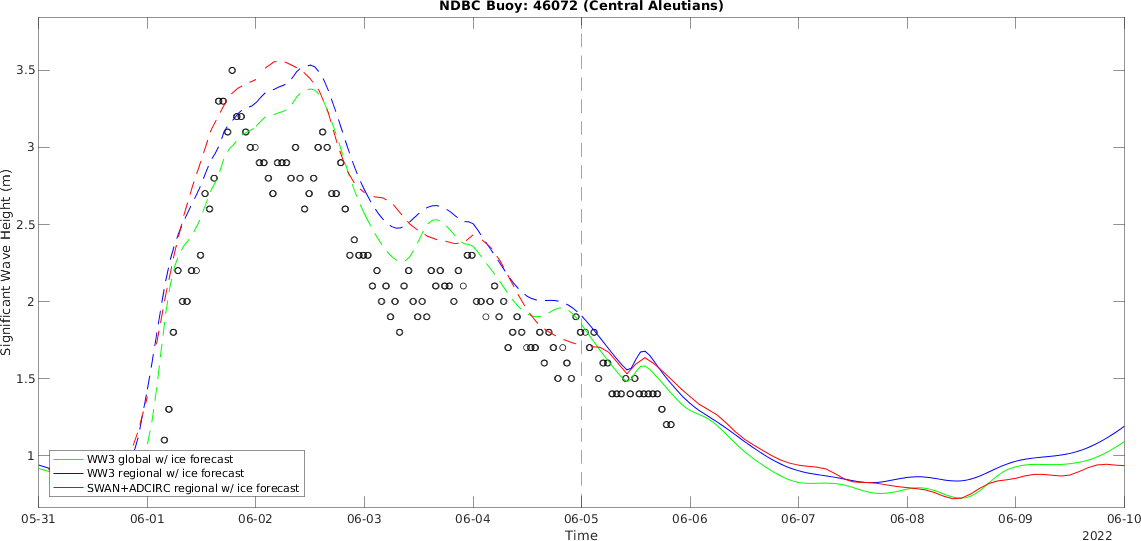 NDBC Buoy: 46072 (Central Aleutians)
3.5
3
2.5
2
1.5
1
Significant Wave Height (m)
WW3 global w/ ice forecast
WW3 regional w/ ice forecast
SWAN+ADCIRC regional w/ ice forecast
05-31 06-01 06-02 06-03 06-04 06-05 06-06 06-07 06-08 06-09 06-10
Time
2022